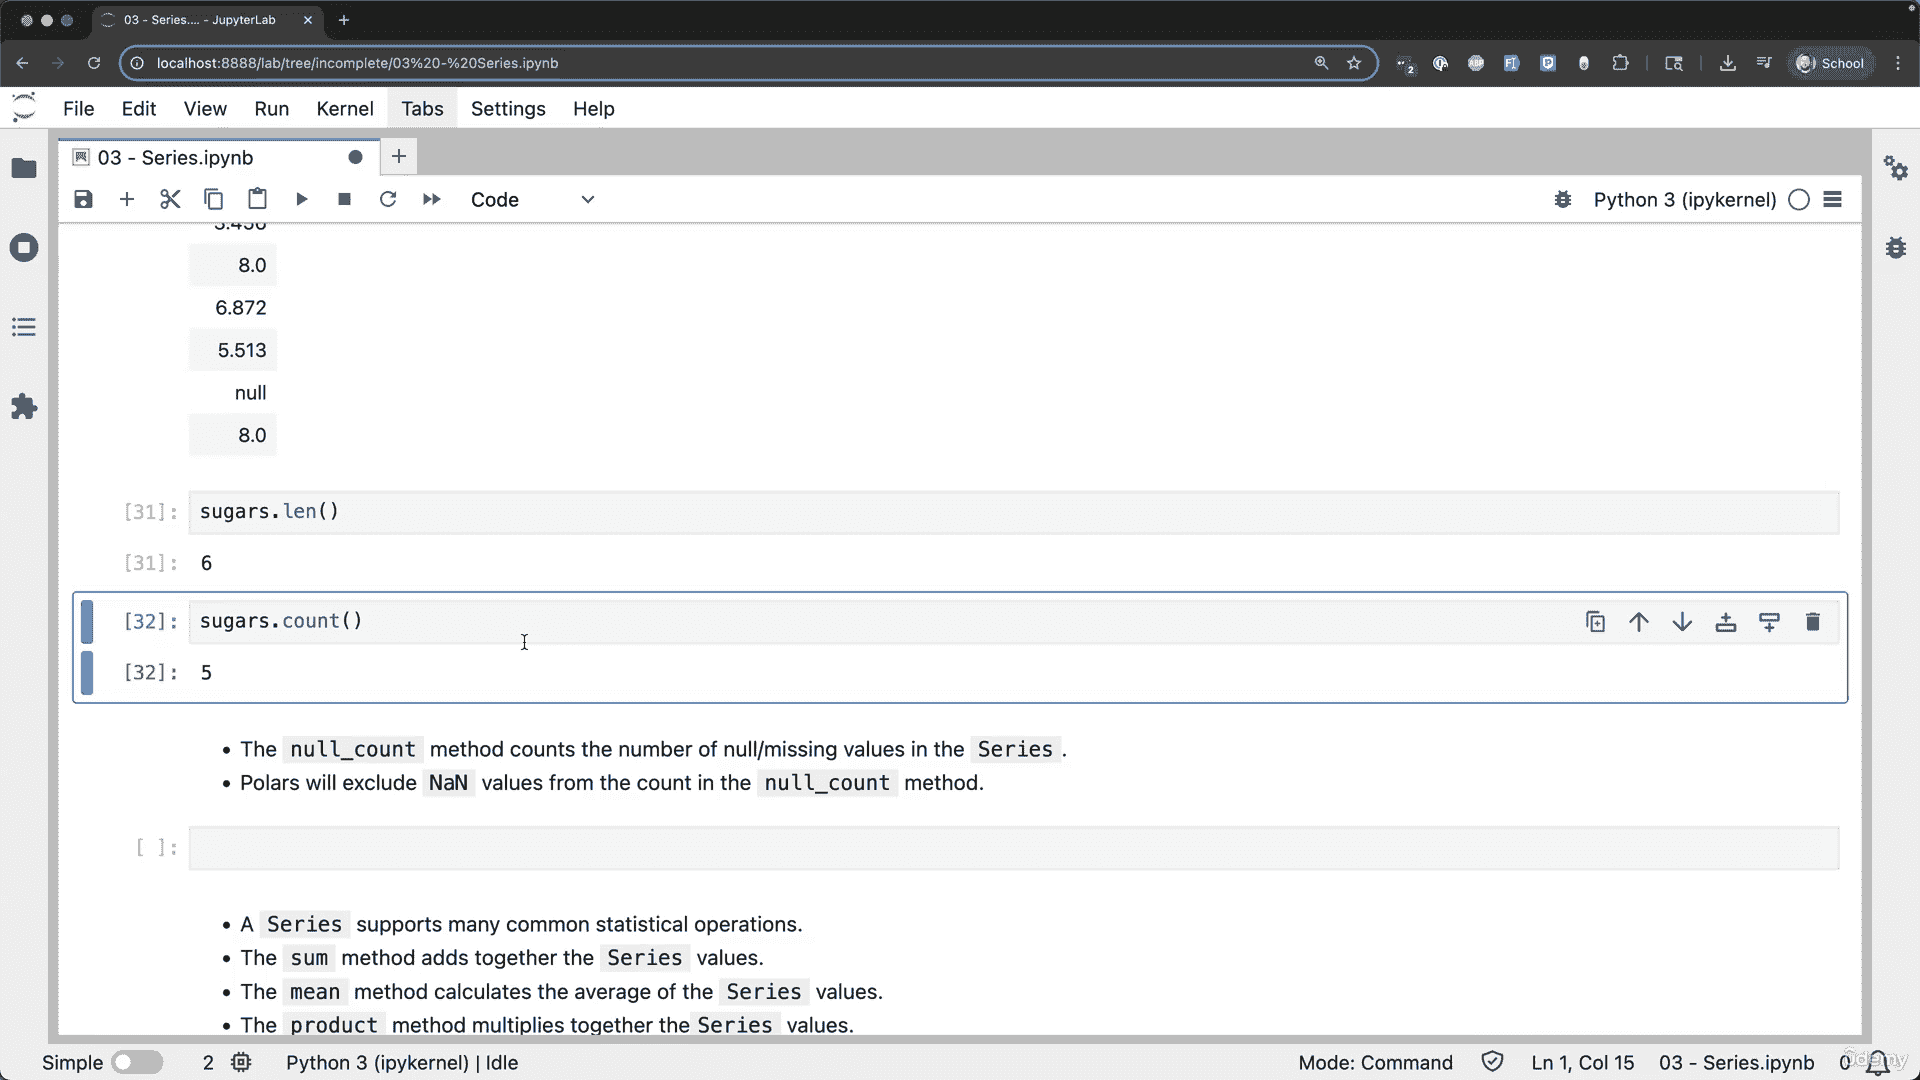 03 - Series.... - JupyterLab
localhost:8888/lab/tree/incomplete/03%20-%20Series.ipynb
2
ABP
School
File Edit View Run Kernel Tabs Settings Help
03 - Series.ipynb
Code
Python 3 (ipykernel)
3.456
8.0
6.872
5.513
null
8.0
[31]: sugars.len()
[31]: 6
[32]: sugars.count()
[32]: 5
• The null_count method counts the number of null/missing values in the Series.
• Polars will exclude NaN values from the count in the null_count method.
[ ]:
• A Series supports many common statistical operations.
• The sum method adds together the Series values.
• The mean method calculates the average of the Series values.
• The product method multiplies together the Series values.
Simple 2 Python 3 (ipykernel) | Idle Mode: Command Ln 1, Col 15 03 - Series.ipynb 0
Udemy